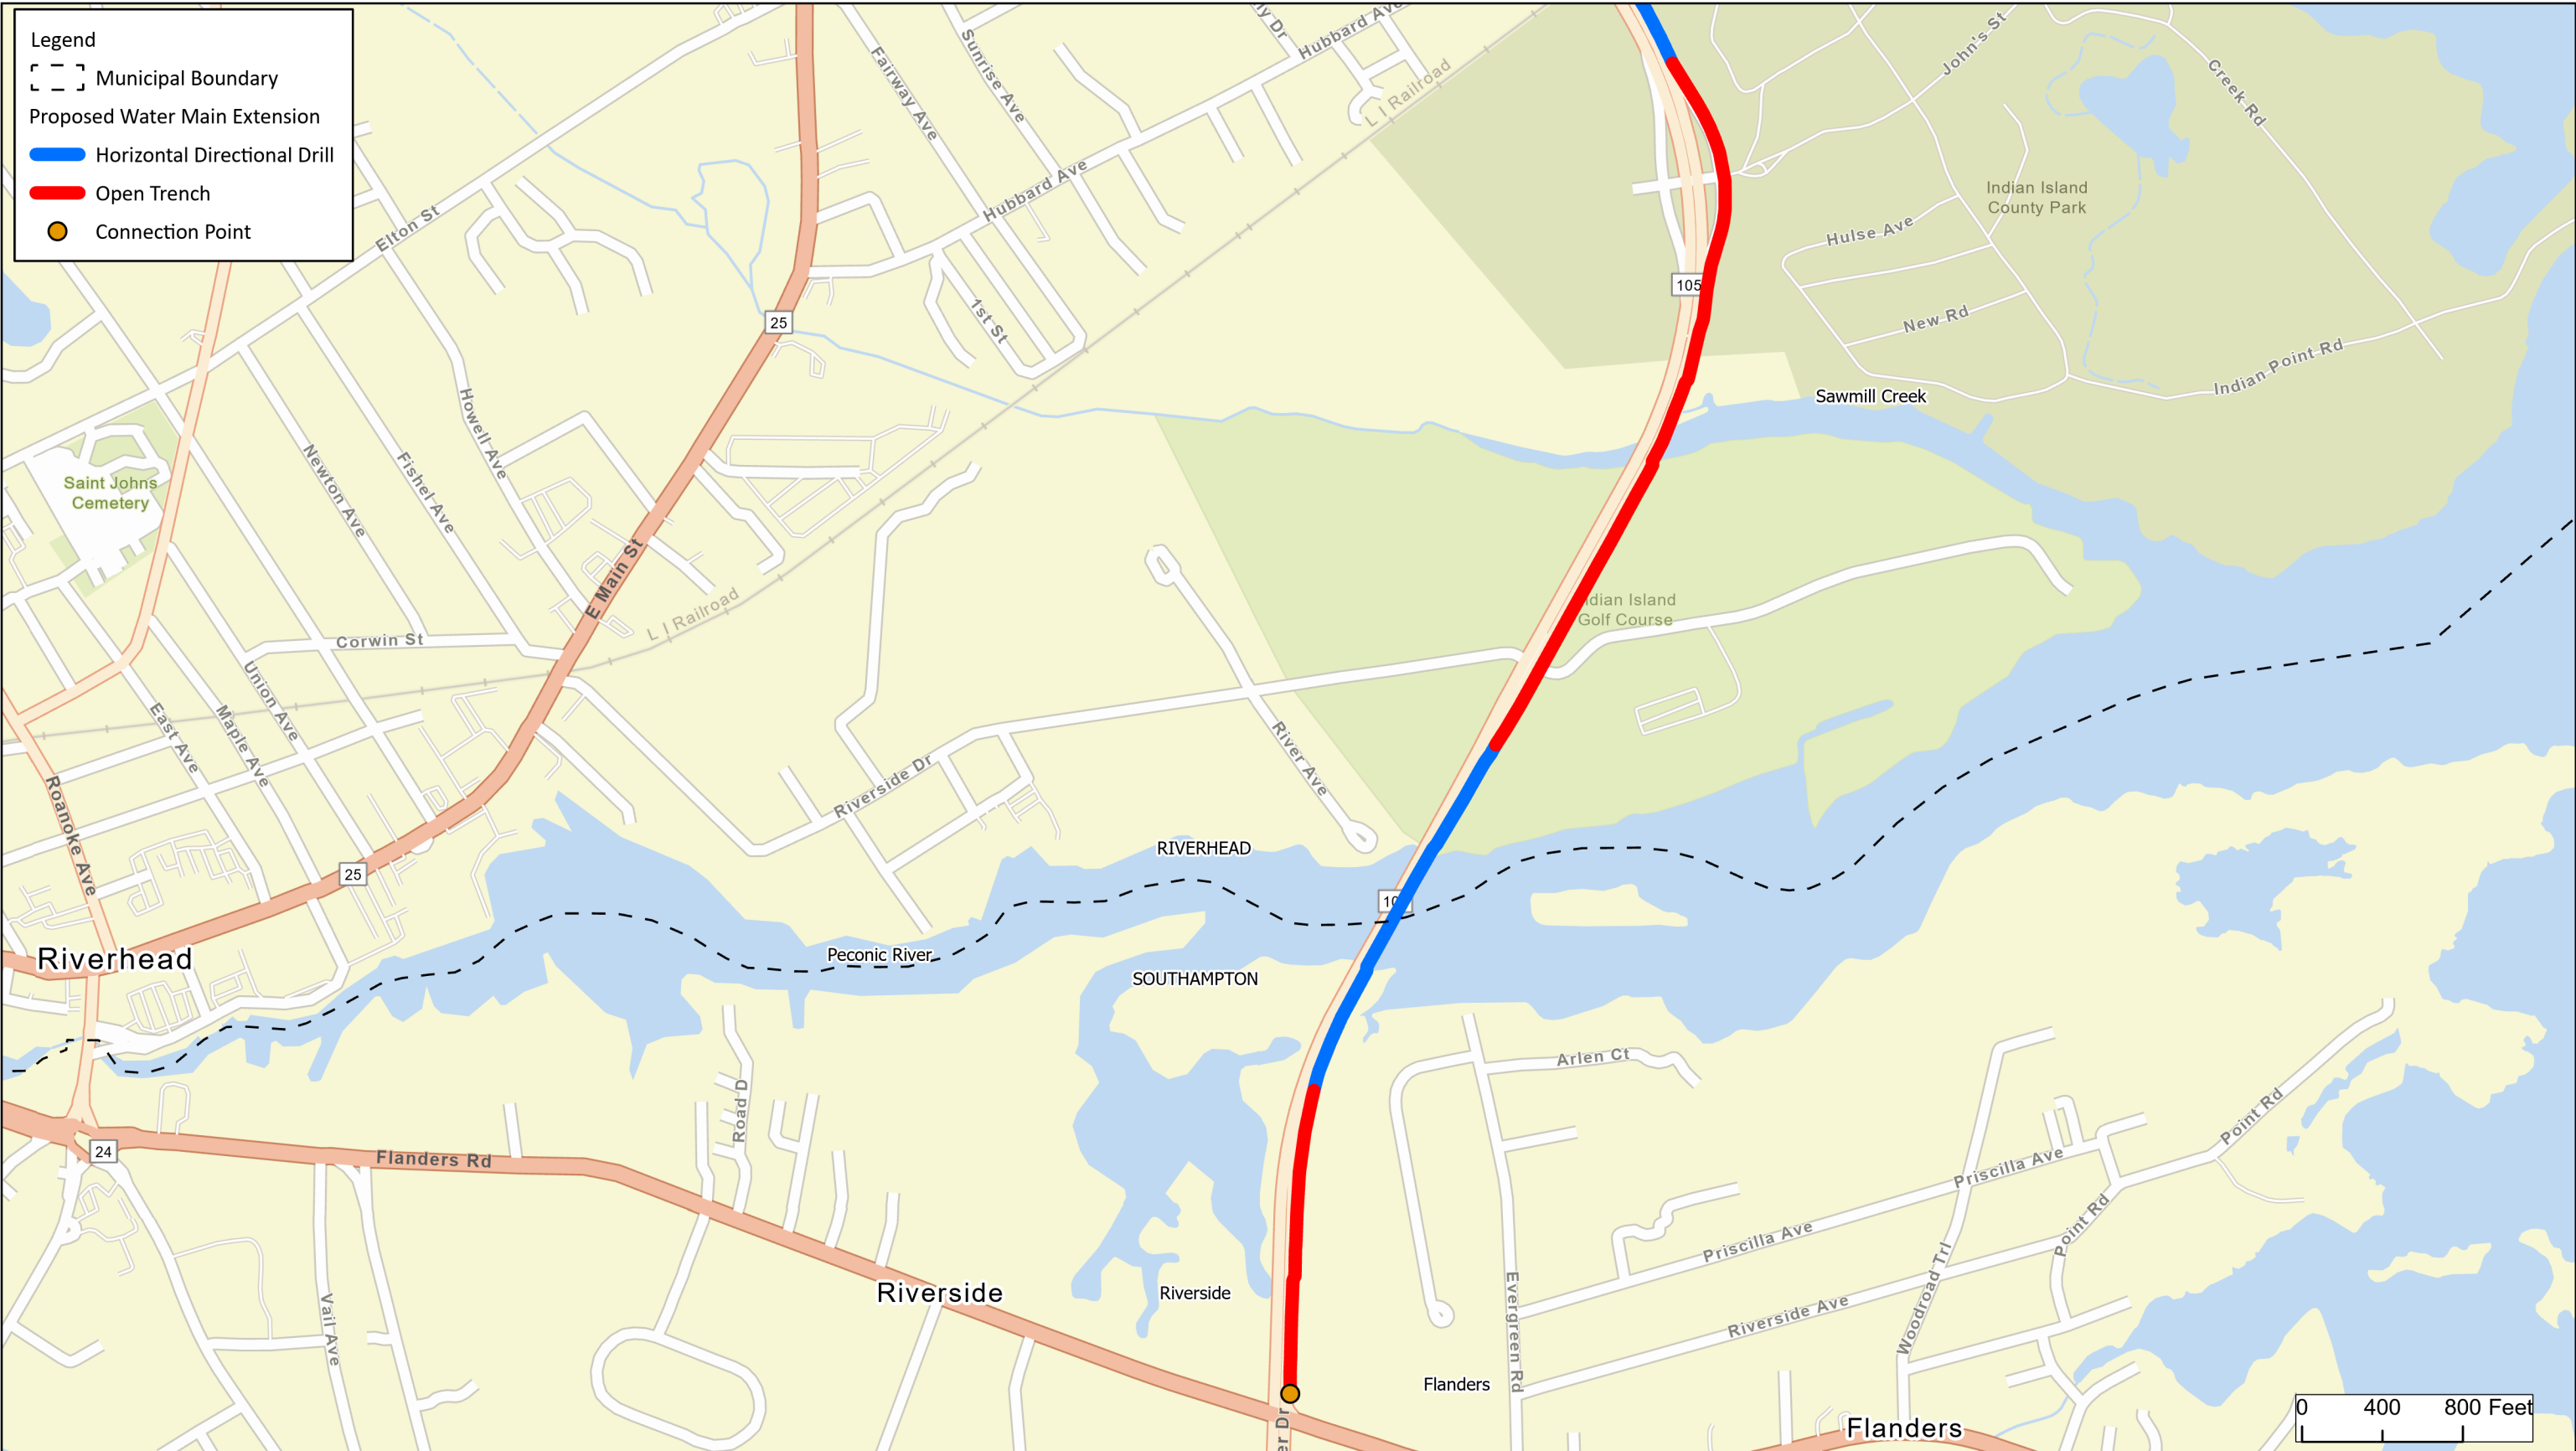 Legend
Municipal Boundary
Proposed Water Main Extension
Horizontal Directional Drill
Open Trench
Connection Point
Hubbard Ave
Sunrise Ave
Fairway Ave
L I Railroad
John's St
Creek Rd
Indian Island
County Park
Hulse Ave
New Rd
Indian Point Rd
Elton St
Hubbard Ave
1st St
25
105
Sawmill Creek
Howell Ave
Newton Ave
Fishel Ave
Saint Johns
Cemetery
E Main St
L I Railroad
Corwin St
Union Ave
Maple Ave
East Ave
Roanoke Ave
Golf Course
Island
River Ave
Riverside Dr
25
RIVERHEAD
Riverhead
Peconic River
SOUTHAMPTON
Arlen Ct
Road D
24
Flanders Rd
Point Rd
Priscilla Ave
Point Rd
Priscilla Ave
Woodroad Trl
Riverside Ave
Evergreen Rd
Vail Ave
Riverside
Riverside
Flanders
Flanders
0 400 800 Feet